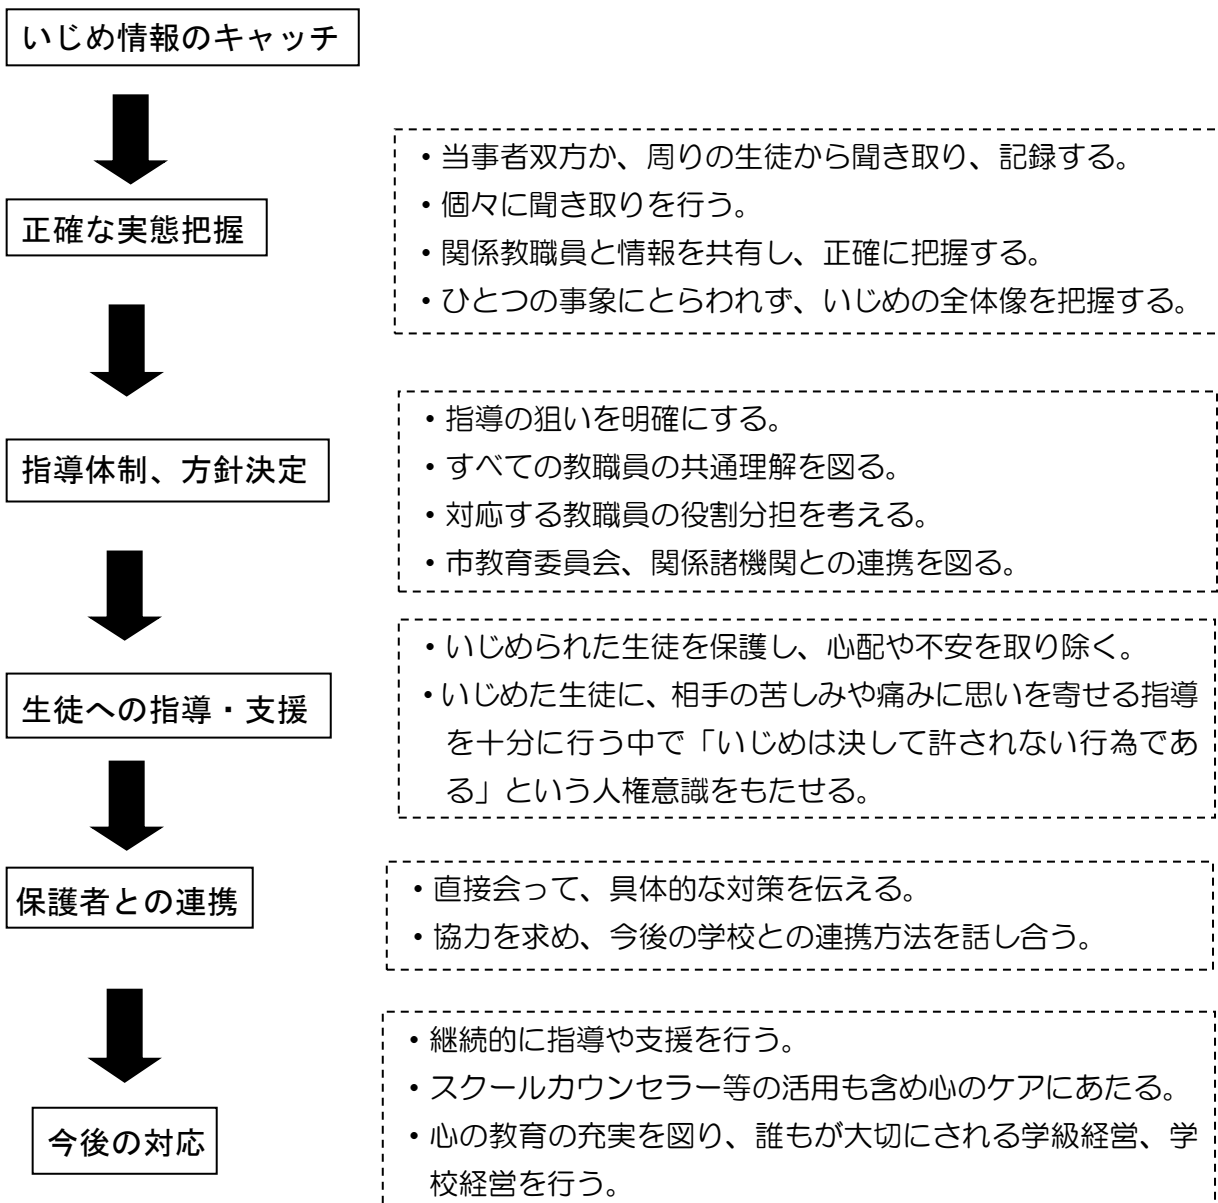 いじめ情報のキャッチ
・当事者双方か、周りの生徒から聞き取り、記録する。
・個々に聞き取りを行う。
・関係教職員と情報を共有し、正確に把握する。
・ひとつの事象にとらわれず、いじめの全体像を把握する。
正確な実態把握
・指導の狙いを明確にする。
・すべての教職員の共通理解を図る。
・対応する教職員の役割分担を考える。
・市教育委員会、関係諸機関との連携を図る。
指導体制、方針決定
・いじめられた生徒を保護し、心配や不安を取り除く。
・いじめた生徒に、相手の苦しみや痛みに思いを寄せる指導
を十分に行う中で「いじめは決して許されない行為であ
る」という人権意識をもたせる。
生徒への指導・支援
・直接会って、具体的な対策を伝える。
・協力を求め、今後の学校との連携方法を話し合う。
保護者との連携
・継続的に指導や支援を行う。
・スクールカウンセラー等の活用も含め心のケアにあたる。
・心の教育の充実を図り、誰もが大切にされる学級経営、学
校経営を行う。
今後の対応